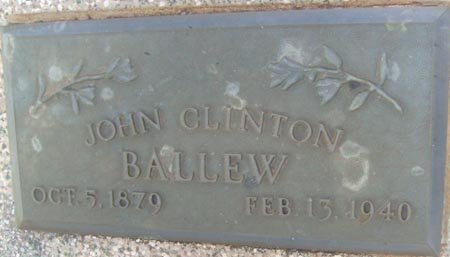 JOHN CLINTON
BALLEW
OCT. 5, 1879 FEB. 13, 1940